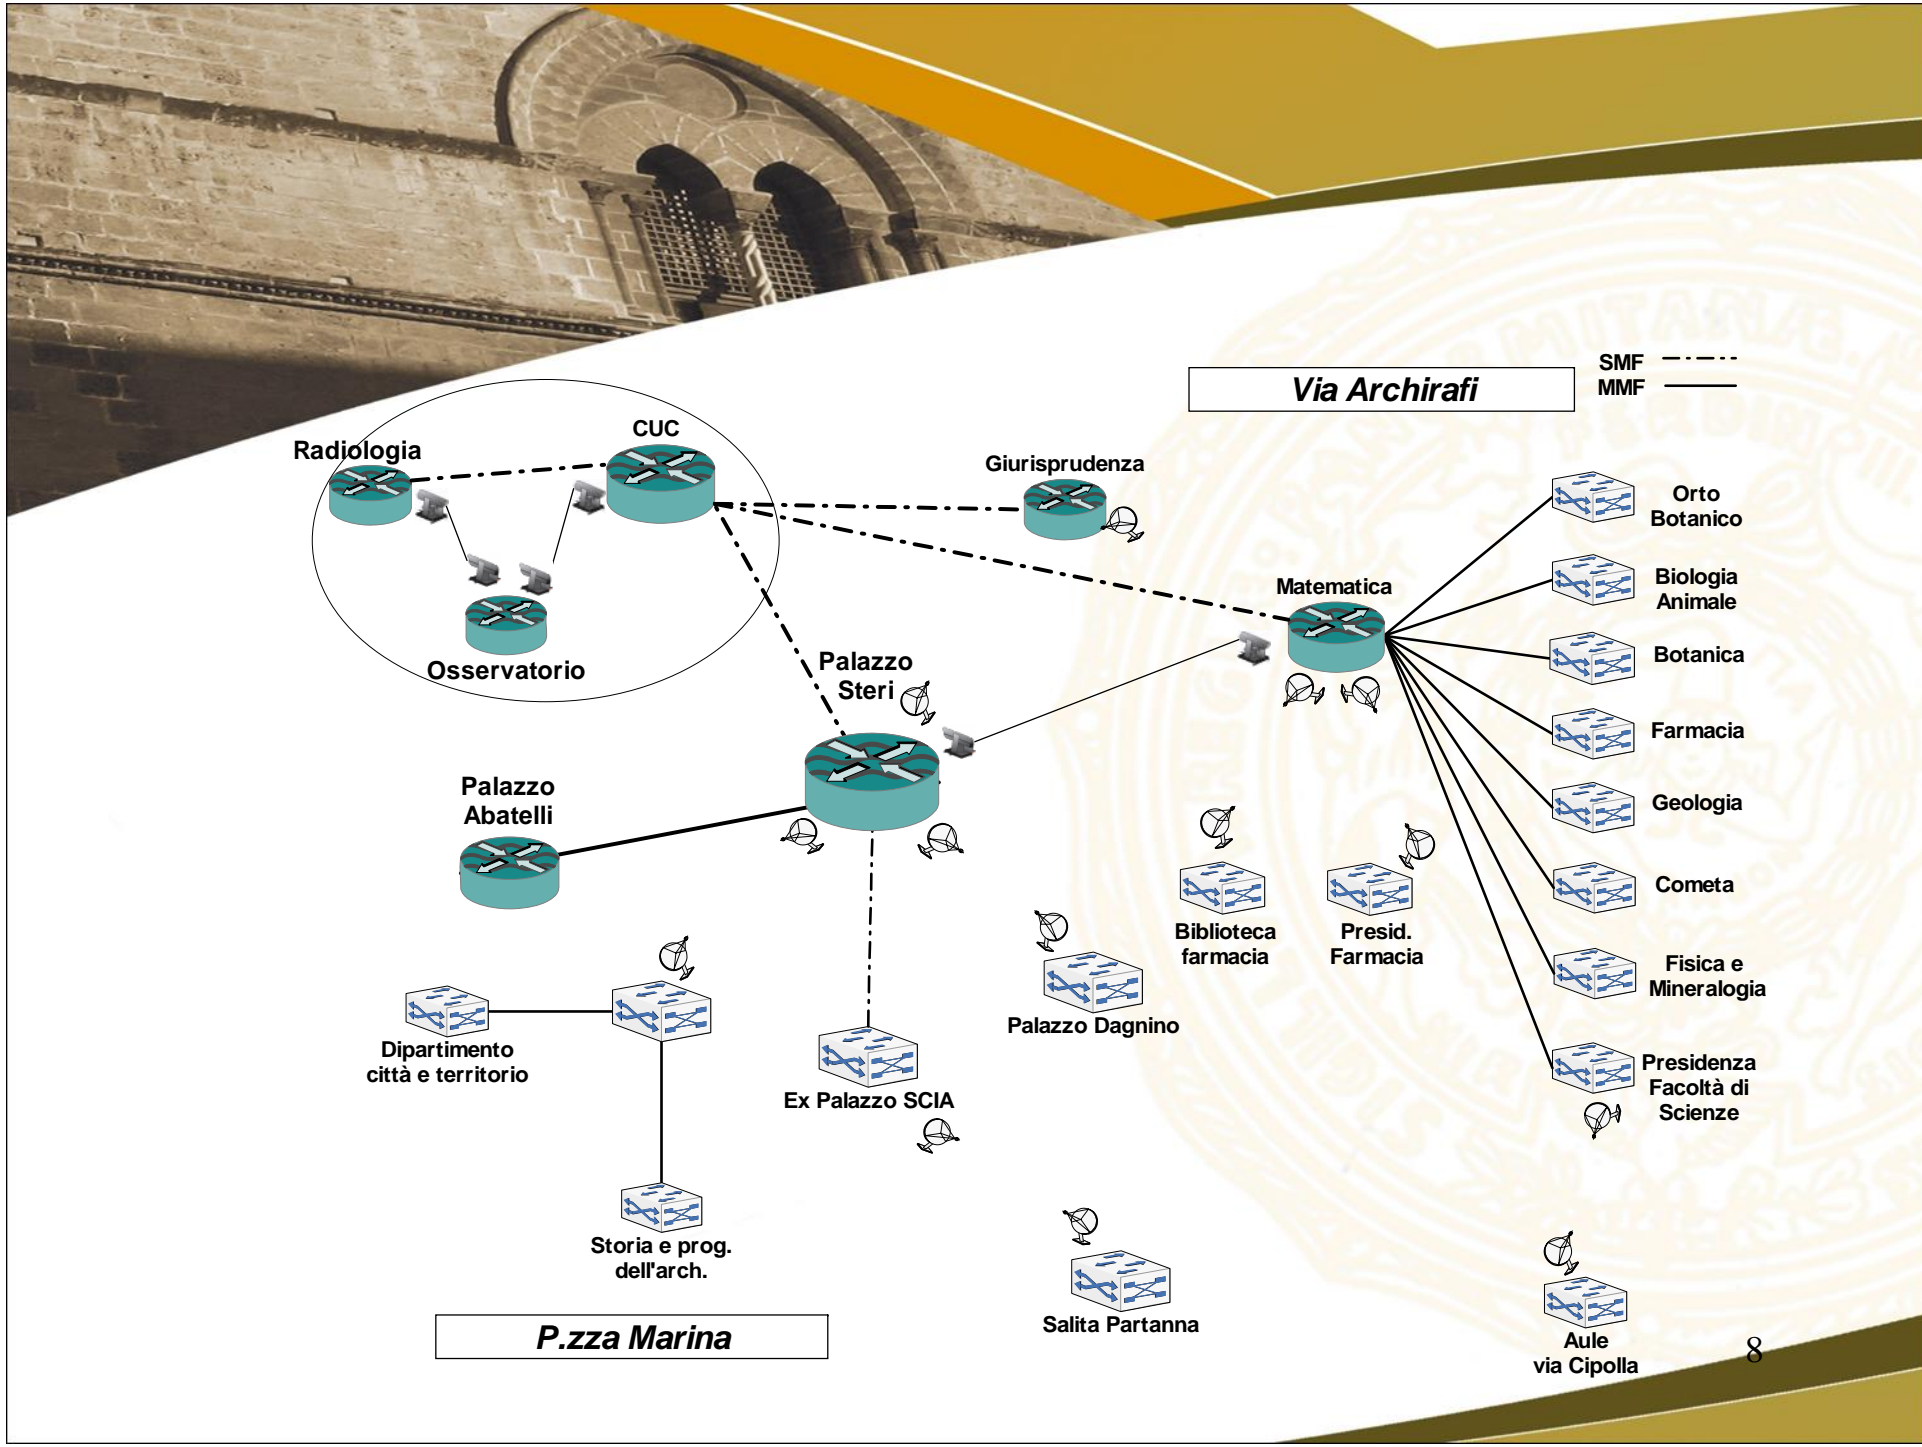 SMF
MMF
Via Archirafi
CUC
Radiologia
Giurisprudenza
Orto
Botanico
Biologia
Animale
Matematica
Botanica
Osservatorio
Palazzo
Steri
Farmacia
Palazzo
Abatelli
Geologia
Cometa
Biblioteca
farmacia
Presid.
Farmacia
Fisica e
Mineralogia
Palazzo Dagnino
Dipartimento
città e territorio
Ex Palazzo SCIA
Presidenza
Facoltà di
Scienze
Storia e prog.
dell'arch.
Salita Partanna
P.zza Marina
Aule
via Cipolla
8